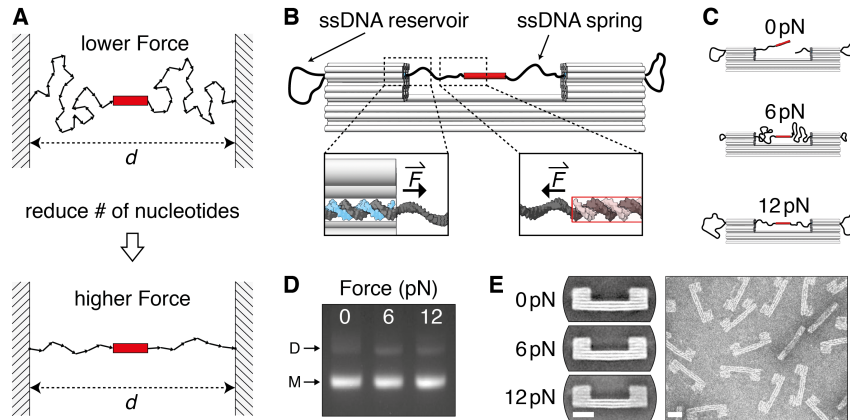 A
lower Force
d
reduce # of nucleotides
higher Force
d
B
ssDNA reservoir
ssDNA spring
F
F
C
0 pN
6 pN
12 pN
D
Force (pN)
0 6 12
D
M
E
0 pN
6 pN
12 pN